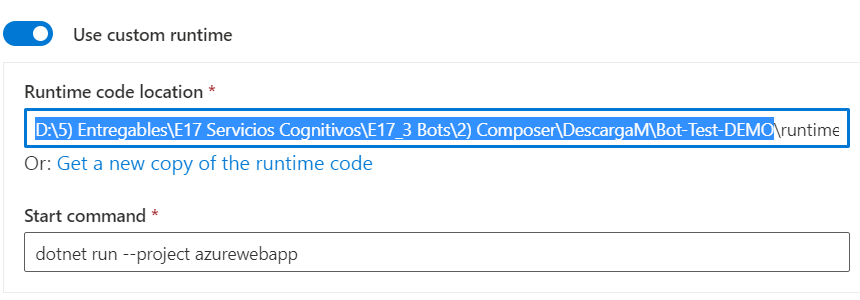 Use custom runtime
Runtime code location *
D:\5) Entregables\E17 Servicios Cognitivos\E17_3 Bots\2) Composer\DescargaM\Bot-Test-DEMO\runtime
Or: Get a new copy of the runtime code
Start command *
dotnet run --project azurewebapp